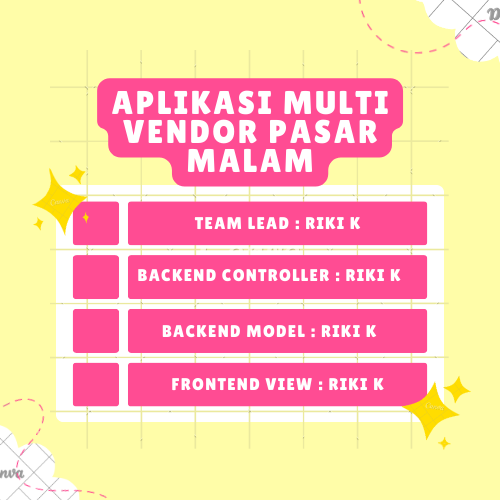 APLIKASI MULTI
VENDOR PASAR
MALAM
TEAM LEAD : RIKI K
BACKEND CONTROLLER : RIKI K
BACKEND MODEL : RIKI K
FRONTEND VIEW : RIKI K